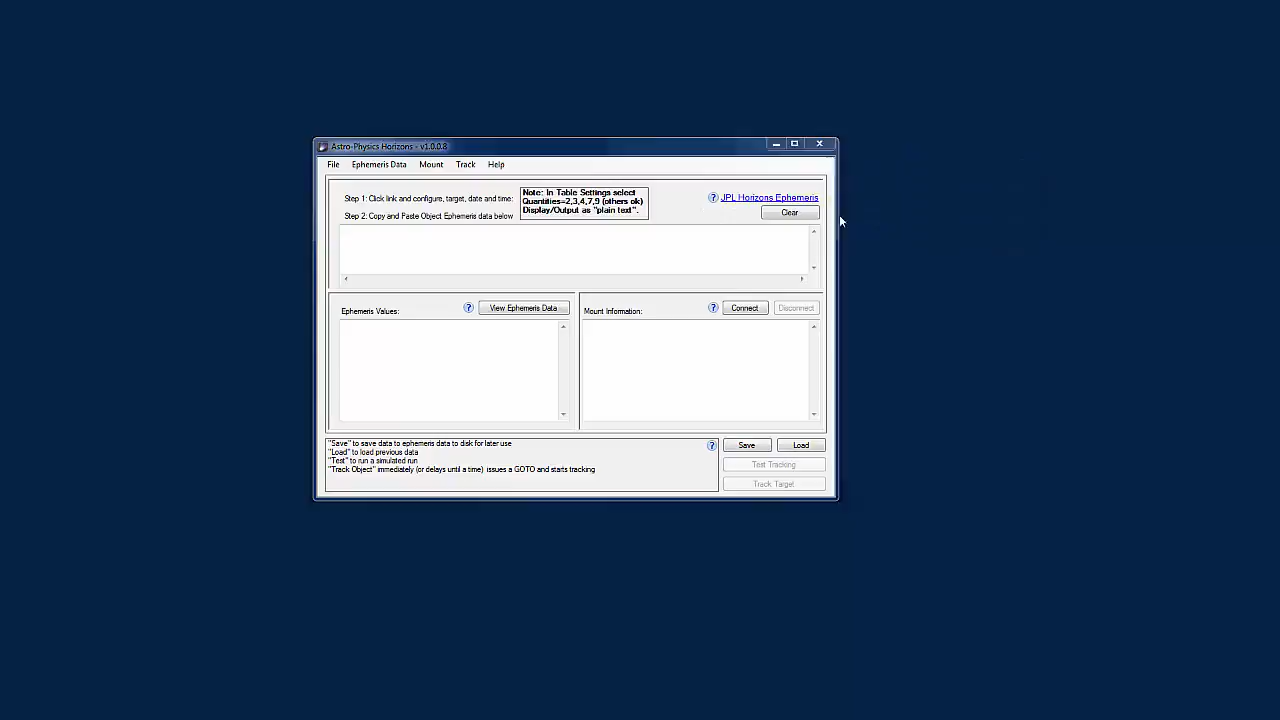 Astro-Physics Horizons - v1.0.0.8
File Ephemeris Data Mount Track Help
Step 1: Click link and configure, target, date and time:
Note: In Table Settings select
Quantities=2,3,4,7,9 (others ok)
Display/Output as "plain text".
? JPL Horizons Ephemeris
Step 2: Copy and Paste Object Ephemeris data below
Clear
Ephemeris Values: ? View Ephemeris Data
Mount Information: ? Connect Disconnect
"Save" to save data to ephemeris data to disk for later use
"Load" to load previous data
"Test" to run a simulated run
"Track Object" immediately (or delays until a time) issues a GOTO and starts tracking
? Save Load
Test Tracking
Track Target